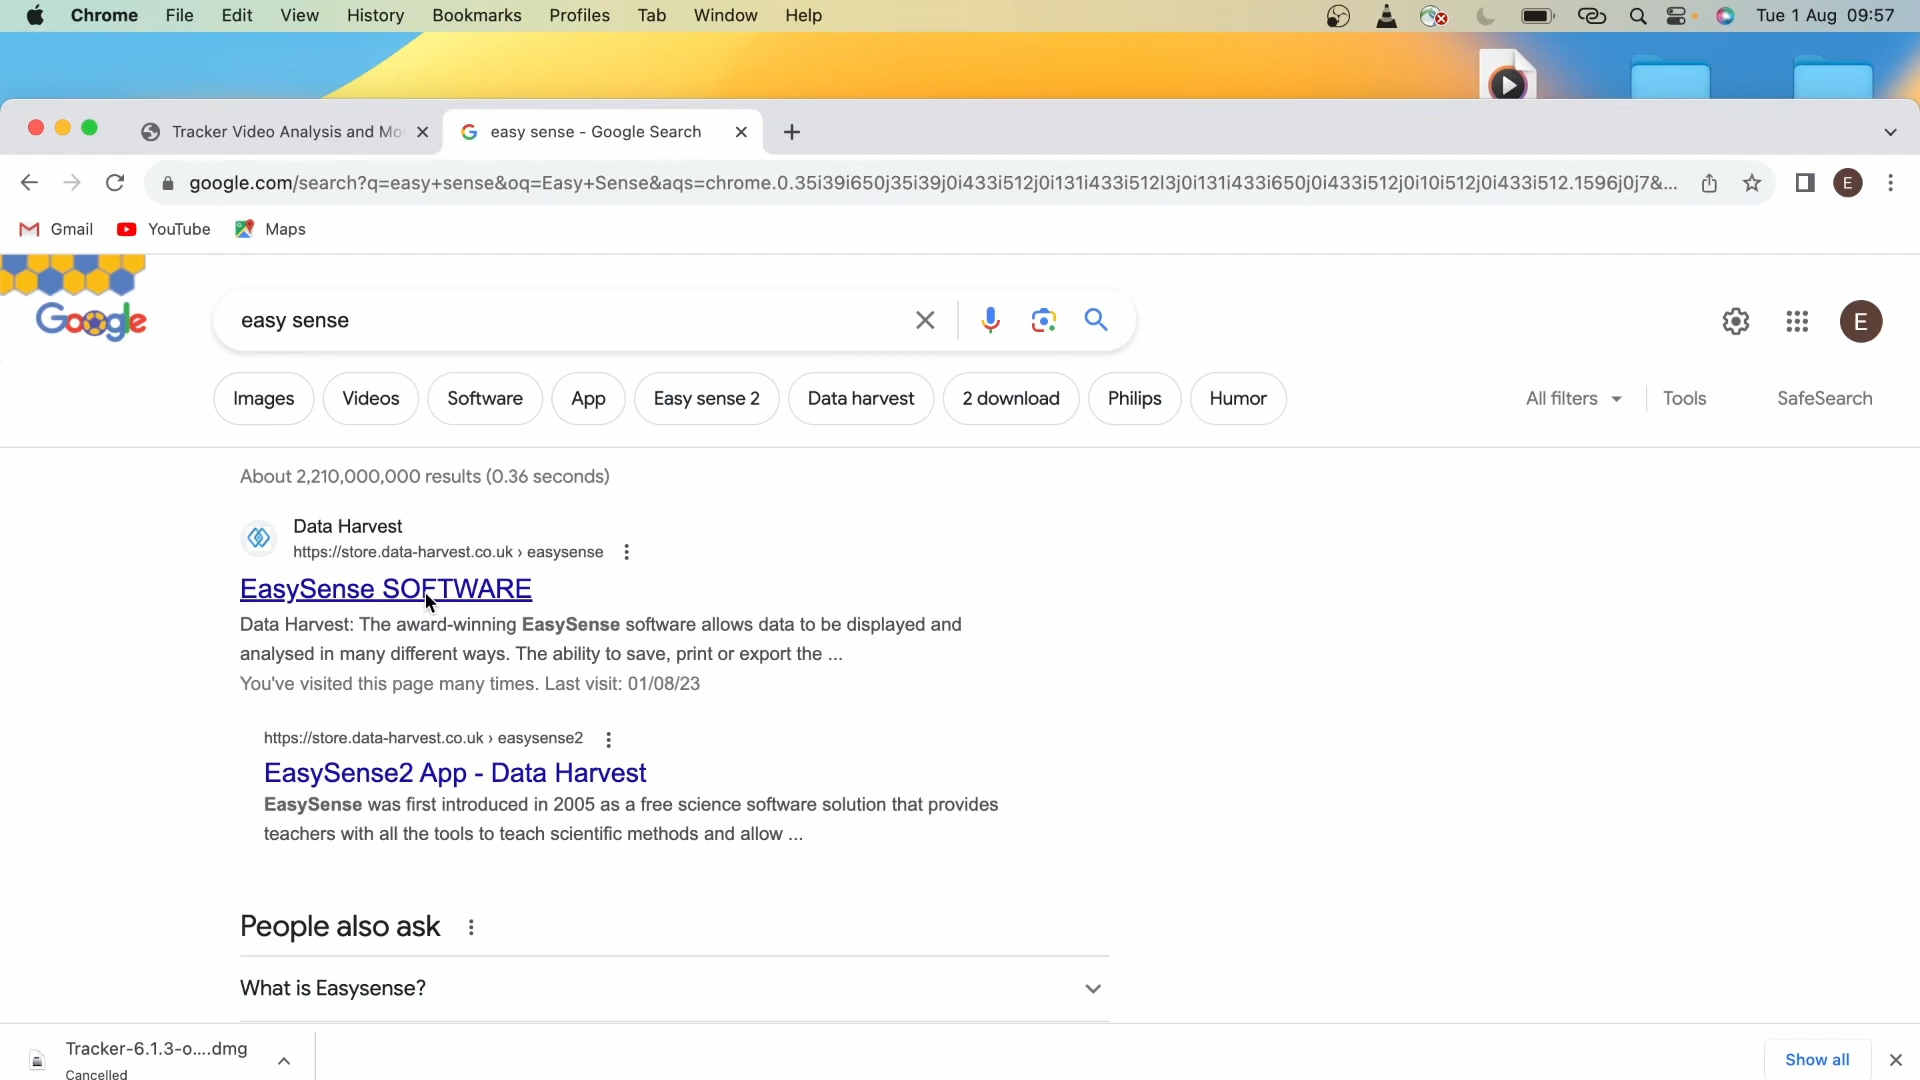 Chrome File Edit View History Bookmarks Profiles Tab Window Help Tue 1 Aug 09:57
Tracker Video Analysis and Mo easy sense - Google Search
google.com/search?q=easy+sense&oq=Easy+Sense&aqs=chrome.0.35i39i650j35i39j0i433i512j0i131i433i512l3j0i131i433i650j0i433i512j0i10i512j0i433i512.1596j0j7&... E
Gmail YouTube Maps
Google easy sense E
Images Videos Software App Easy sense 2 Data harvest 2 download Philips Humor All filters Tools SafeSearch
About 2,210,000,000 results (0.36 seconds)
Data Harvest
https://store.data-harvest.co.uk › easysense
EasySense SOFTWARE
Data Harvest: The award-winning EasySense software allows data to be displayed and
analysed in many different ways. The ability to save, print or export the ...
You've visited this page many times. Last visit: 01/08/23
https://store.data-harvest.co.uk › easysense2
EasySense2 App - Data Harvest
EasySense was first introduced in 2005 as a free science software solution that provides
teachers with all the tools to teach scientific methods and allow ...
People also ask
What is Easysense?
Tracker-6.1.3-o....dmg
Cancelled
Show all